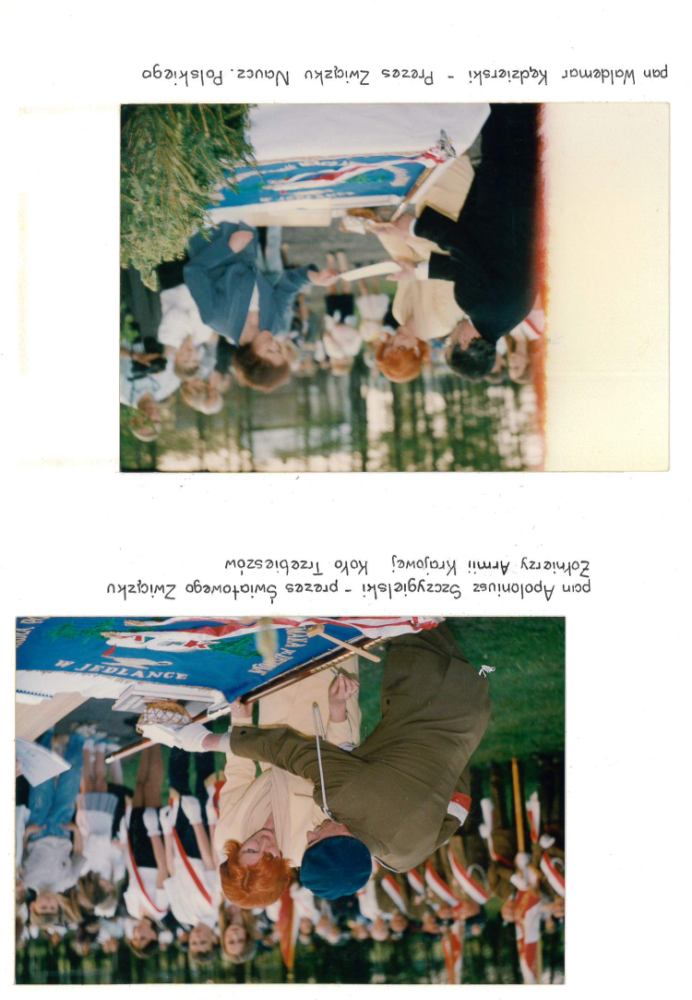 W JEDLANCE
pan Apoloniusz Szczygielski - prezes Światowego Związku
Żołnierzy Armii Krajowej Koło Trzebieszów
W JEDLANCE
pan Waldemar Kędzierski - Prezes Związku Naucz. Polskiego